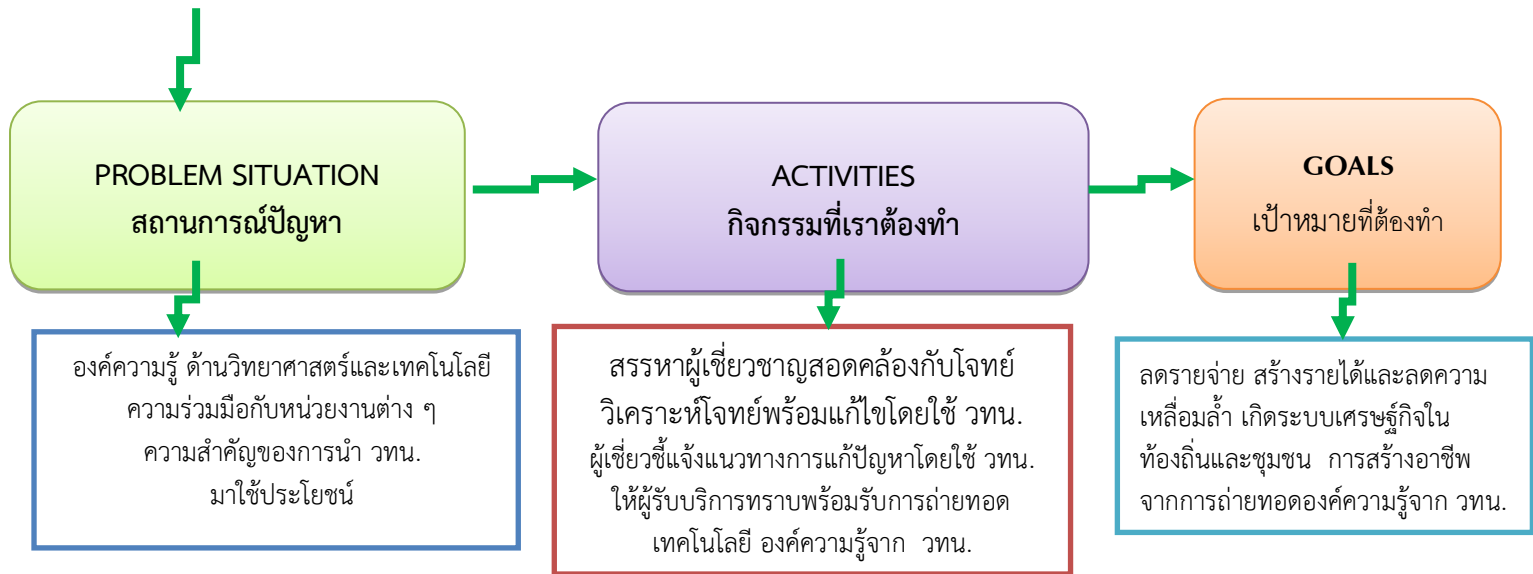 PROBLEM SITUATION
สถานการณ์ปัญหา
ACTIVITIES
กิจกรรมที่เราต้องทำ
GOALS
เป้าหมายที่ต้องทำ
องค์ความรู้ ด้านวิทยาศาสตร์และเทคโนโลยี
ความร่วมมือกับหน่วยงานต่าง ๆ
ความสำคัญของการนำ วทน.
มาใช้ประโยชน์
สรรหาผู้เชี่ยวชาญสอดคล้องกับโจทย์
วิเคราะห์โจทย์พร้อมแก้ไขโดยใช้ วทน.
ผู้เชี่ยวชี้แจ้งแนวทางการแก้ปัญหาโดยใช้ วทน.
ให้ผู้รับบริการทราบพร้อมรับการถ่ายทอด
เทคโนโลยี องค์ความรู้จาก วทน.
ลดรายจ่าย สร้างรายได้และลดความ
เหลื่อมล้ำ เกิดระบบเศรษฐ์กิจใน
ท้องถิ่นและชุมชน การสร้างอาชีพ
จากการถ่ายทอดองค์ความรู้จาก วทน.